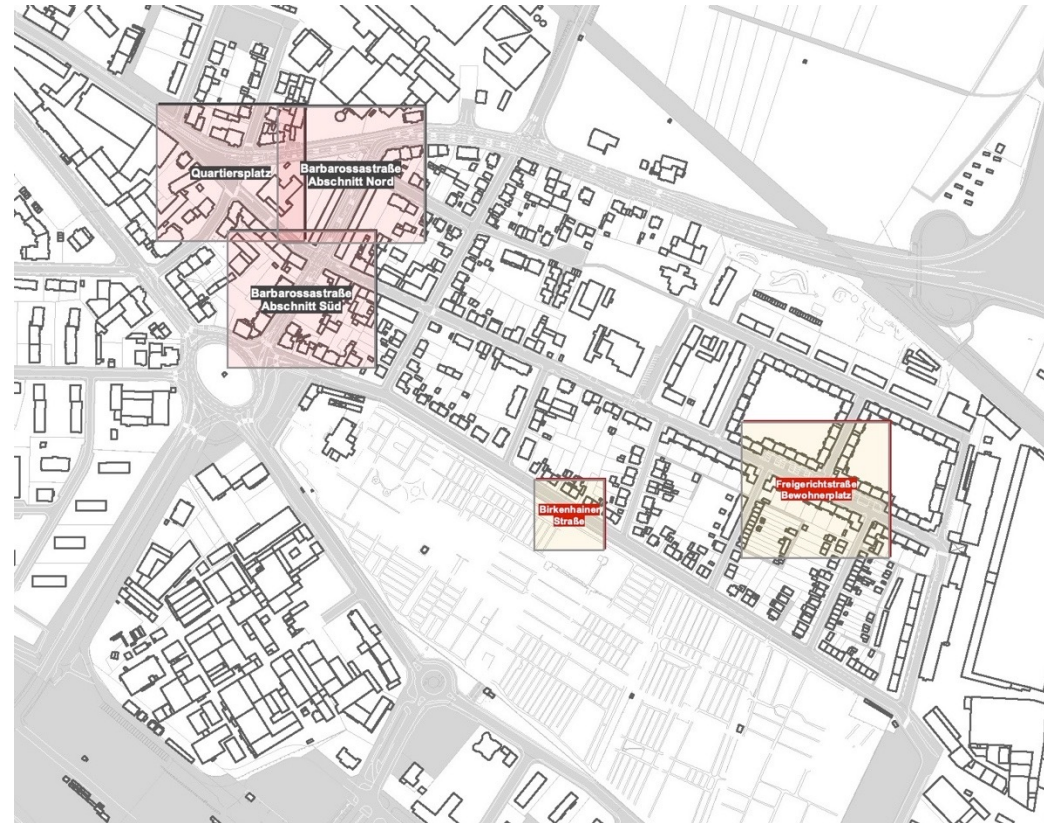 Quartiersplatz
Barbarossastraße
Abschnitt Nord
Barbarossastraße
Abschnitt Süd
Birkenhainer
Straße
Freigerichtstraße/
Bewohnerplatz